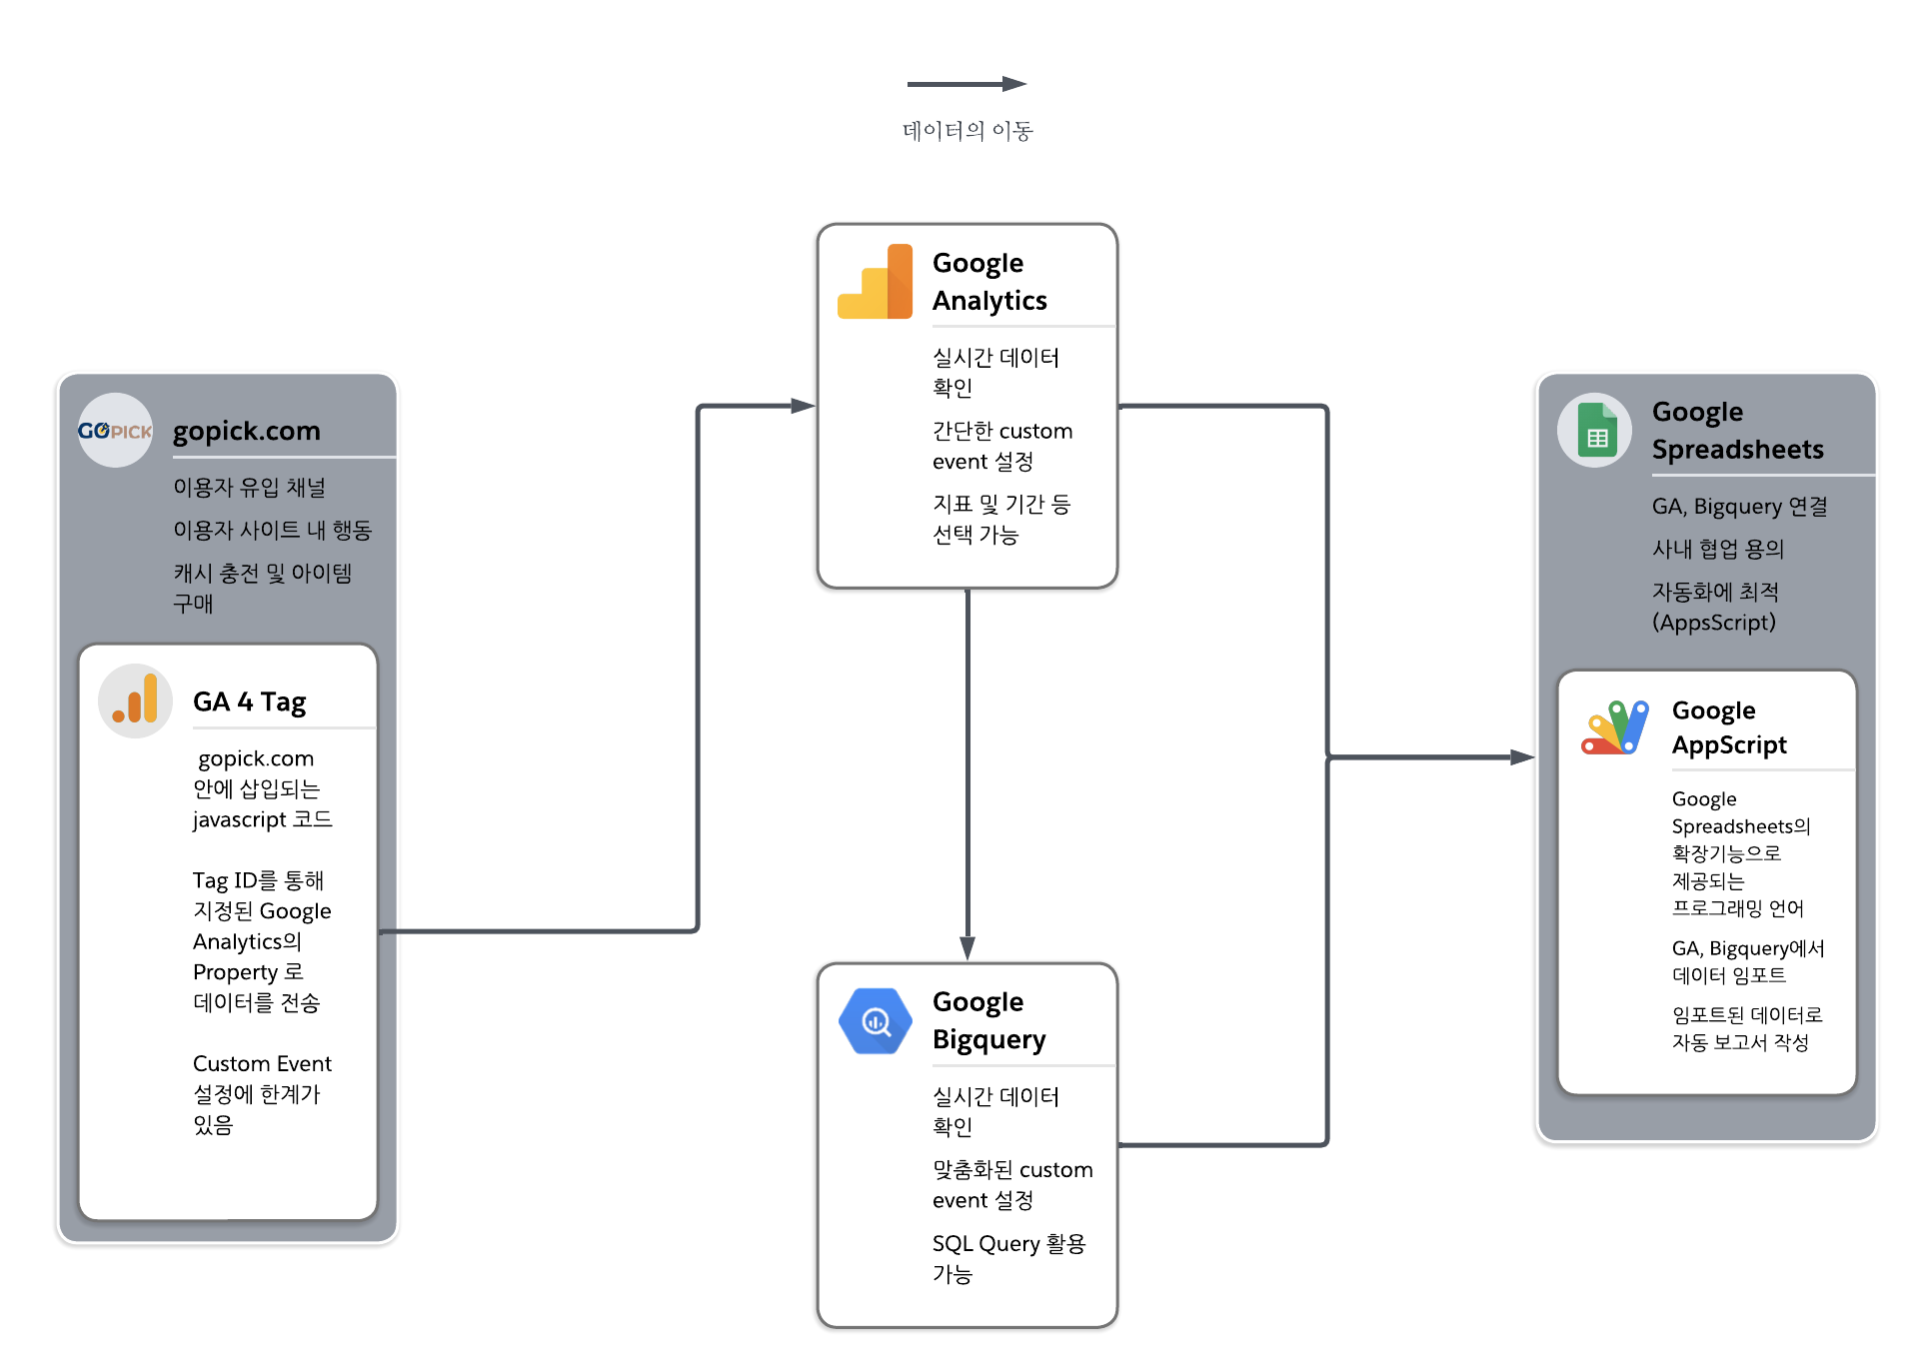 데이터의 이동
GOPICK
gopick.com
이용자 유입 채널
이용자 사이트 내 행동
캐시 충전 및 아이템
구매
GA 4 Tag
gopick.com
안에 삽입되는
javascript 코드
Tag ID를 통해
지정된 Google
Analytics의
Property 로
데이터를 전송
Custom Event
설정에 한계가
있음
Google
Analytics
실시간 데이터
확인
간단한 custom
event 설정
지표 및 기간 등
선택 가능
Google
Bigquery
실시간 데이터
확인
맞춤화된 custom
event 설정
SQL Query 활용
가능
Google
Spreadsheets
GA, Bigquery 연결
사내 협업 용의
자동화에 최적
(AppsScript)
Google
AppScript
Google
Spreadsheets의
확장기능으로
제공되는
프로그래밍 언어
GA, Bigquery에서
데이터 임포트
임포트된 데이터로
자동 보고서 작성